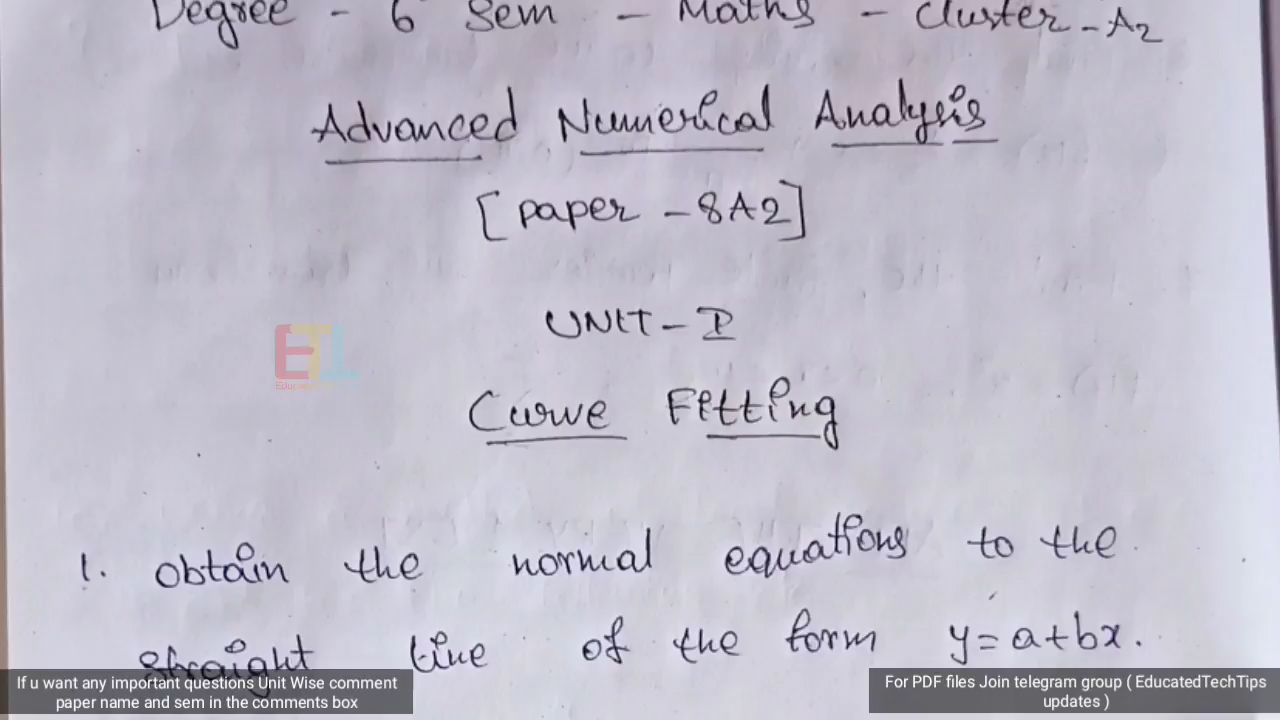 Degree - 6 Sem - Maths - Cluster - A2
Advanced Numerical Analysis
[paper - 8A2]
UNIT - I
Curve Fitting
1. obtain the normal equations to the
straight line of the form y=a+bx.
If u want any important questions Unit Wise comment
paper name and sem in the comments box
For PDF files Join telegram group ( EducatedTechTips
updates )